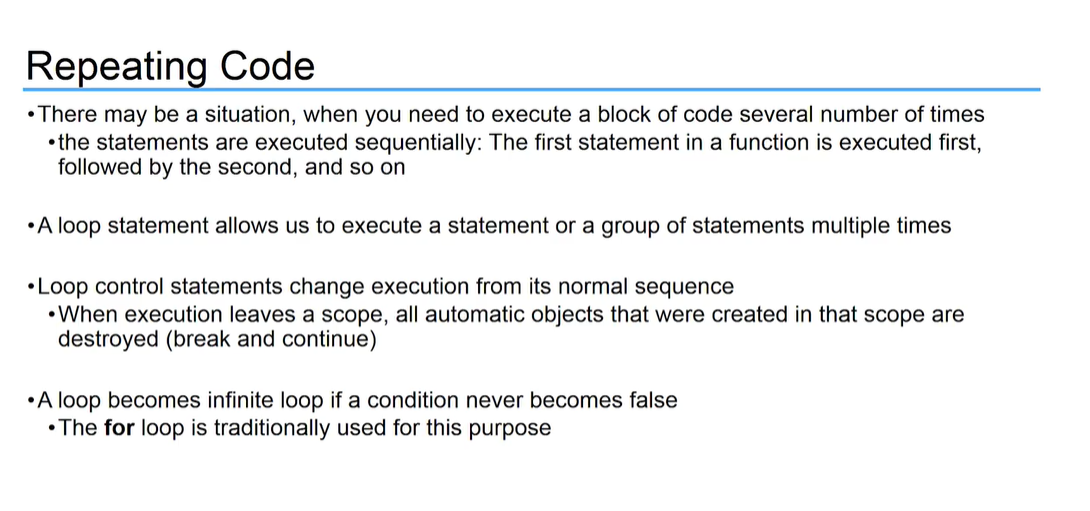 Repeating Code
•There may be a situation, when you need to execute a block of code several number of times
•the statements are executed sequentially: The first statement in a function is executed first,
followed by the second, and so on
•A loop statement allows us to execute a statement or a group of statements multiple times
•Loop control statements change execution from its normal sequence
•When execution leaves a scope, all automatic objects that were created in that scope are
destroyed (break and continue)
•A loop becomes infinite loop if a condition never becomes false
•The for loop is traditionally used for this purpose